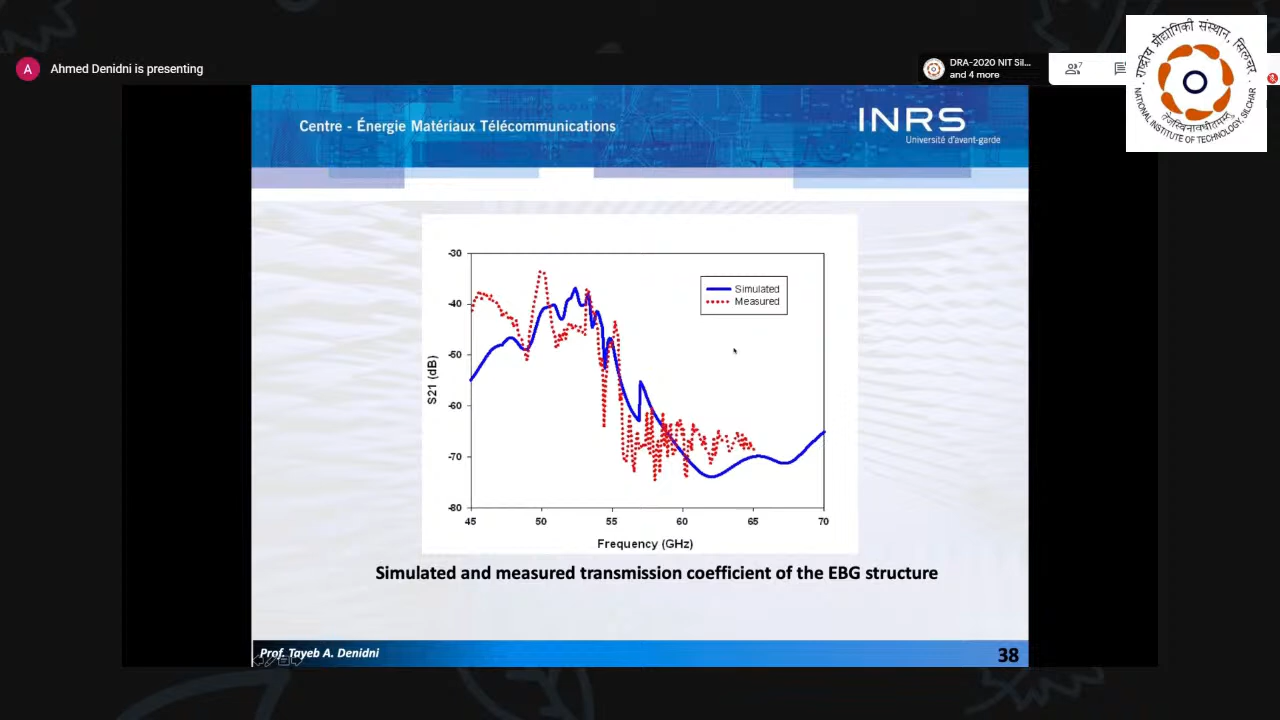 A
Ahmed Denidni is presenting
DRA-2020 NIT Sil...
and 4 more
7
राष्ट्रीय प्रौद्योगिकी संस्थान, सिलचर
NATIONAL INSTITUTE OF TECHNOLOGY, SILCHAR
Centre - Énergie Matériaux Télécommunications
INRS
Université d'avant-garde
-30
-40
-50
-60
-70
-80
S21 (dB)
Simulated
Measured
45
50
55
60
65
70
Frequency (GHz)
Simulated and measured transmission coefficient of the EBG structure
Prof. Tayeb A. Denidni
38